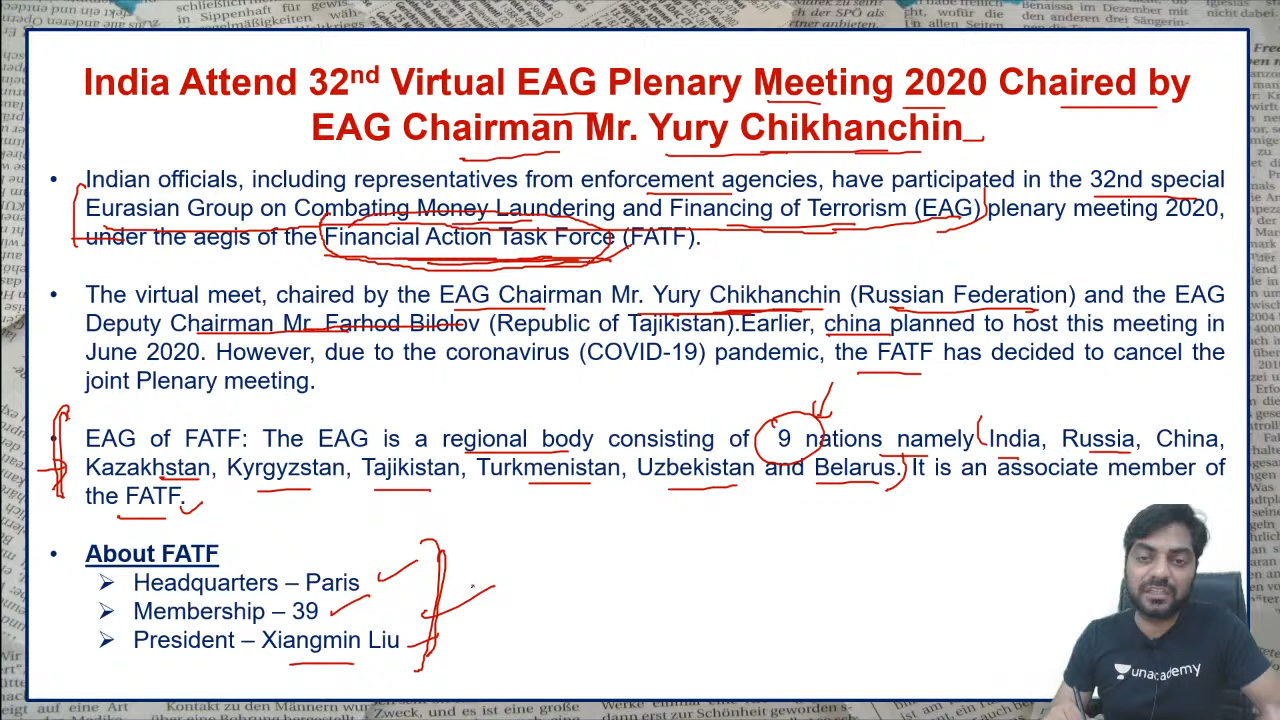 India Attend 32nd Virtual EAG Plenary Meeting 2020 Chaired by
EAG Chairman Mr. Yury Chikhanchin
• Indian officials, including representatives from enforcement agencies, have participated in the 32nd special
Eurasian Group on Combating Money Laundering and Financing of Terrorism (EAG) plenary meeting 2020,
under the aegis of the Financial Action Task Force (FATF).
• The virtual meet, chaired by the EAG Chairman Mr. Yury Chikhanchin (Russian Federation) and the EAG
Deputy Chairman Mr. Farhod Bilolov (Republic of Tajikistan).Earlier, china planned to host this meeting in
June 2020. However, due to the coronavirus (COVID-19) pandemic, the FATF has decided to cancel the
joint Plenary meeting.
• EAG of FATF: The EAG is a regional body consisting of 9 nations namely India, Russia, China,
Kazakhstan, Kyrgyzstan, Tajikistan, Turkmenistan, Uzbekistan and Belarus. It is an associate member of
the FATF.
• About FATF
➢ Headquarters – Paris
➢ Membership – 39
➢ President – Xiangmin Liu
unacademy